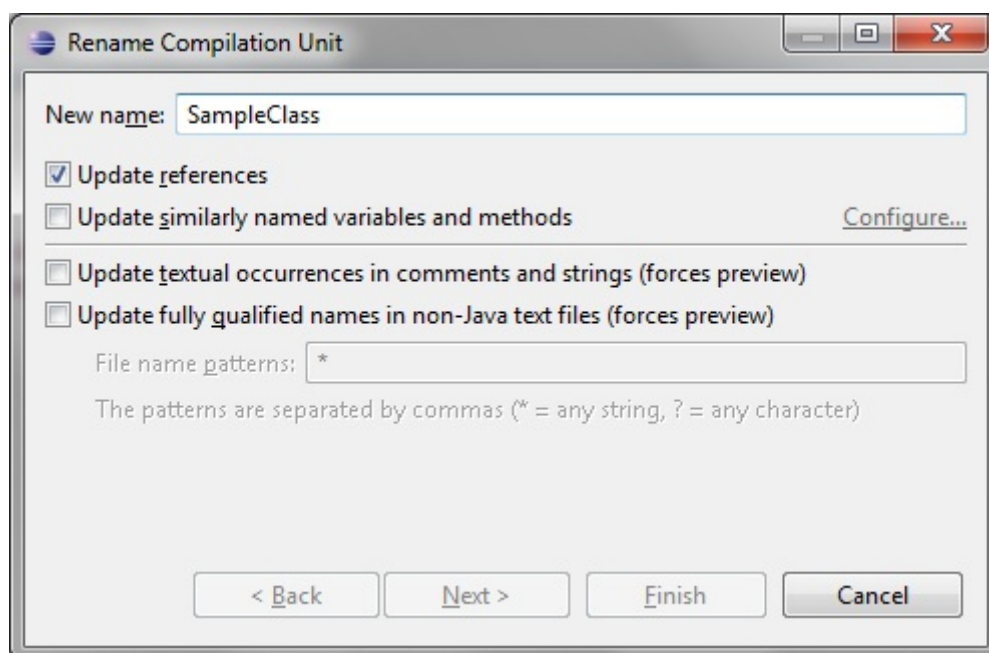 Rename Compilation Unit
New name: SampleClass
Update references
Update similarly named variables and methods Configure...
Update textual occurrences in comments and strings (forces preview)
Update fully qualified names in non-Java text files (forces preview)
File name patterns: *
The patterns are separated by commas (* = any string, ? = any character)
< Back Next > Finish Cancel